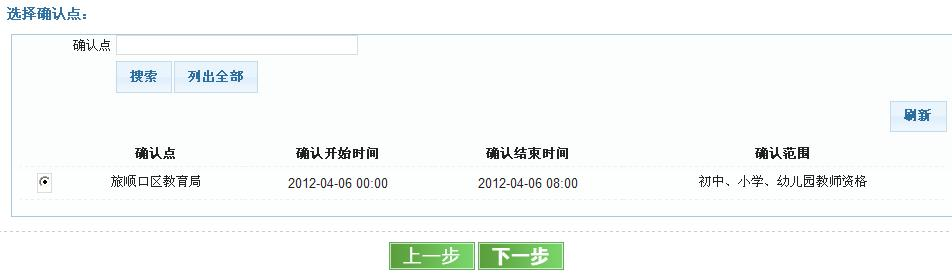 选择确认点：
确认点
搜索 列出全部
刷新
确认点 确认开始时间 确认结束时间 确认范围
旅顺口区教育局 2012-04-06 00:00 2012-04-06 08:00 初中、小学、幼儿园教师资格
上一步 下一步